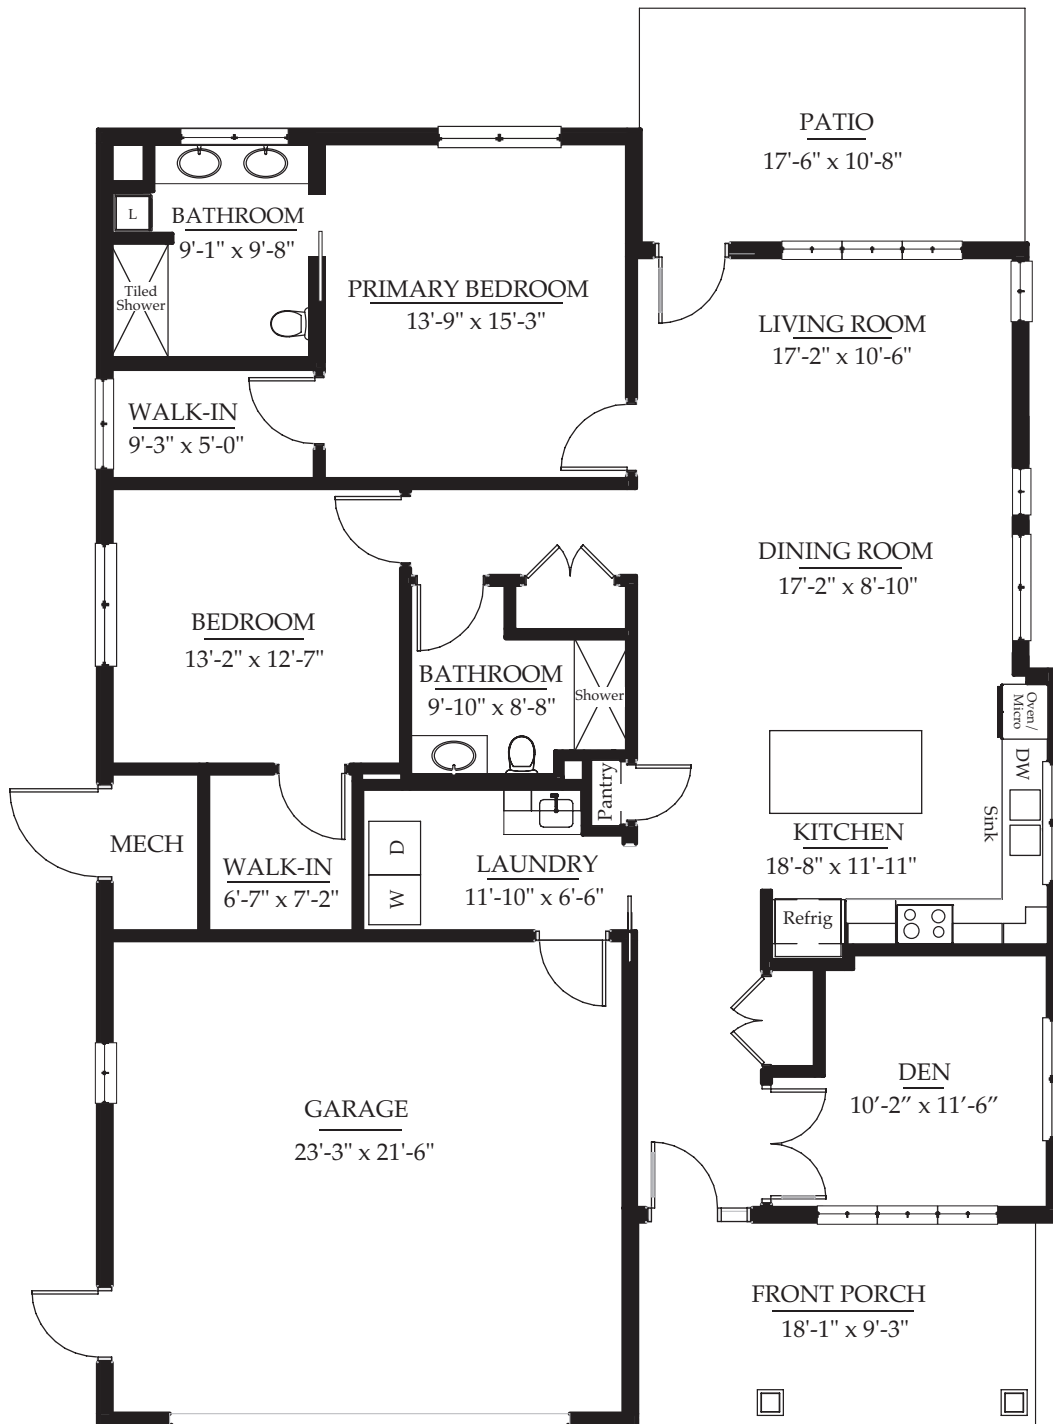 PATIO
17'-6" x 10'-8"
L
BATHROOM
9'-1" x 9'-8"
Tiled
Shower
PRIMARY BEDROOM
13'-9" x 15'-3"
LIVING ROOM
17'-2" x 10'-6"
WALK-IN
9'-3" x 5'-0"
DINING ROOM
17'-2" x 8'-10"
BEDROOM
13'-2" x 12'-7"
BATHROOM
9'-10" x 8'-8"
Shower
Oven/
Micro
DW
Sink
Pantry
KITCHEN
18'-8" x 11'-11"
MECH
WALK-IN
6'-7" x 7'-2"
D
W
LAUNDRY
11'-10" x 6'-6"
Refrig
DEN
10'-2" x 11'-6"
GARAGE
23'-3" x 21'-6"
FRONT PORCH
18'-1" x 9'-3"